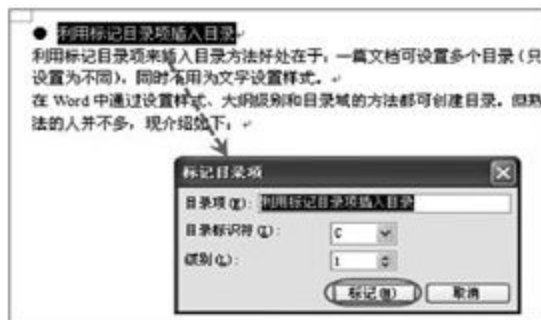 ● 利用标记目录项插入目录
利用标记目录项来插入目录方法好处在于，一篇文档可设置多个目录（只
设置为不同），同时不用为文字设置样式。
在 Word 中通过设置样式、大纲级别和目录域的方法都可创建目录。但熟
法的人并不多，现介绍如下：
标记目录项
目录项(E): 利用标记目录项插入目录
目录标识符(I): C
级别(L): 1
标记(M) 取消